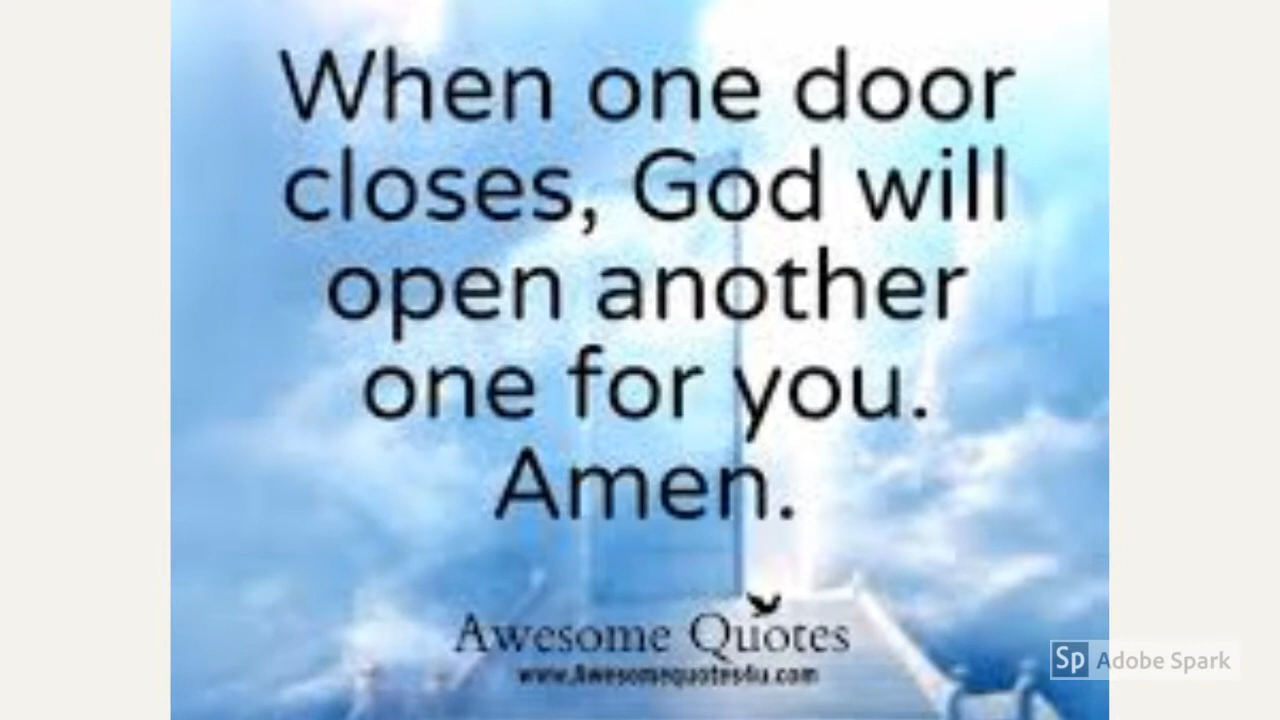 When one door
closes, God will
open another
one for you.
Amen.
Awesome Quotes
www.Awesomequotes4u.com
Sp Adobe Spark